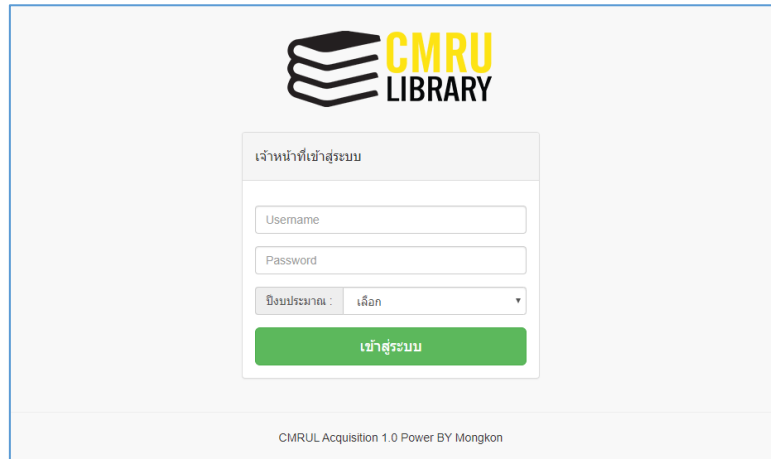 CMRU
LIBRARY
เจ้าหน้าที่เข้าสู่ระบบ
Username
Password
ปีงบประมาณ : เลือก
เข้าสู่ระบบ
CMRUL Acquisition 1.0 Power BY Mongkon